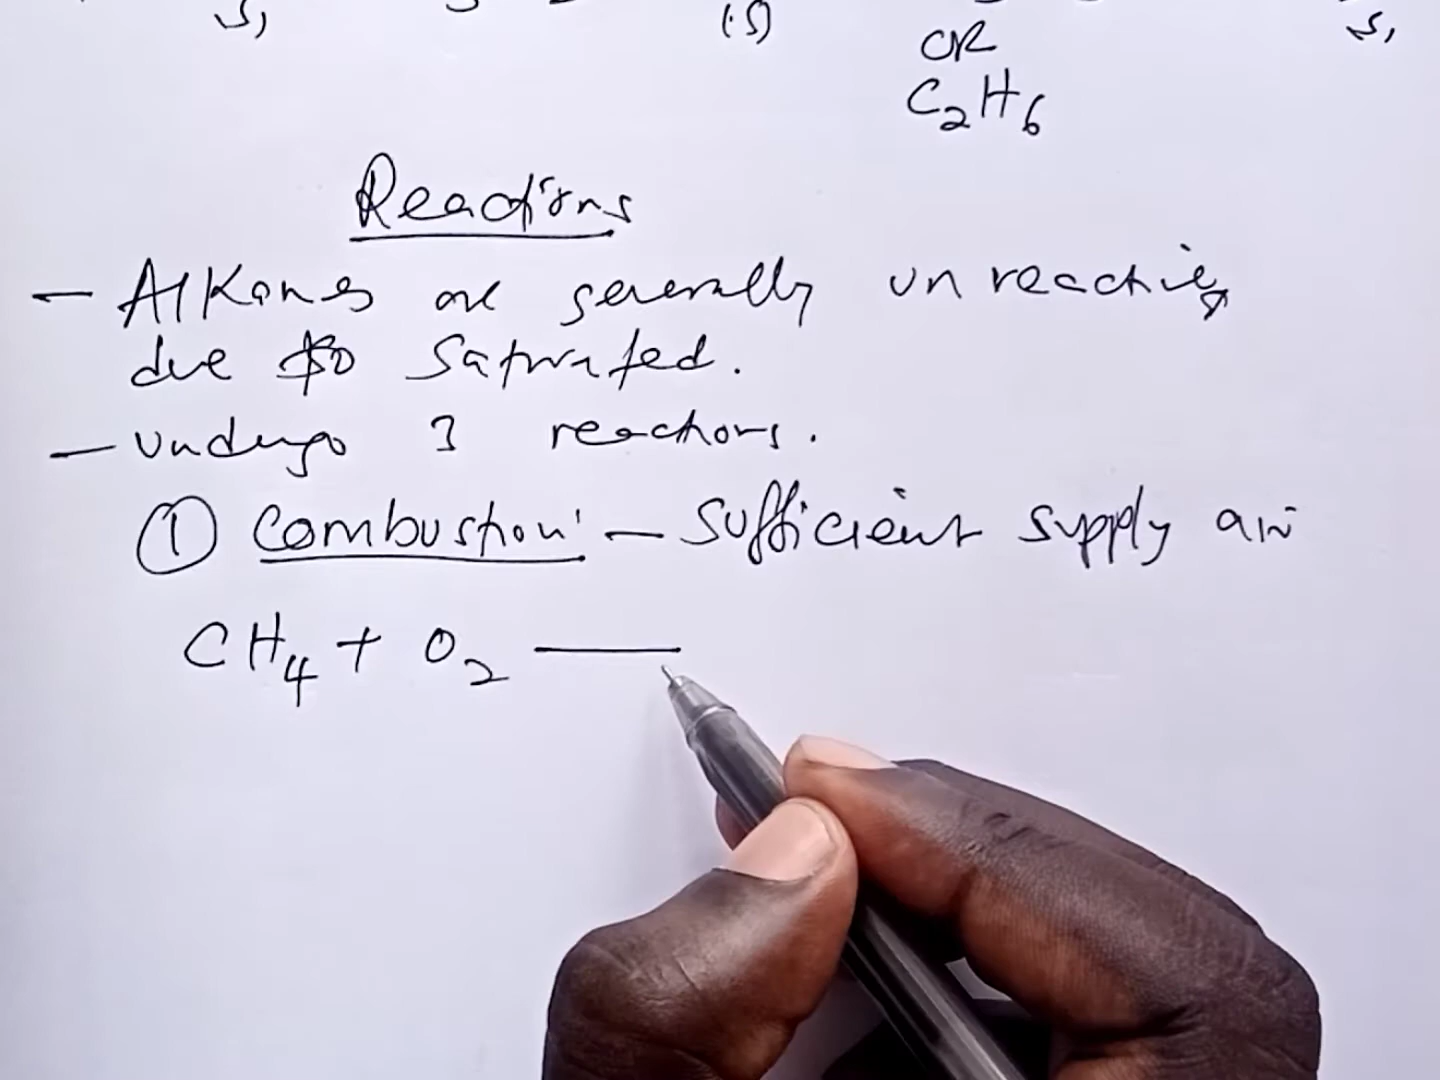 s, (s) s,
OR
C₂H₆
Reactions
- Alkanes are generally unreactive
due to saturated.
- undergo 3 reactions.
① Combustion - Sufficient supply air
CH₄ + O₂ —